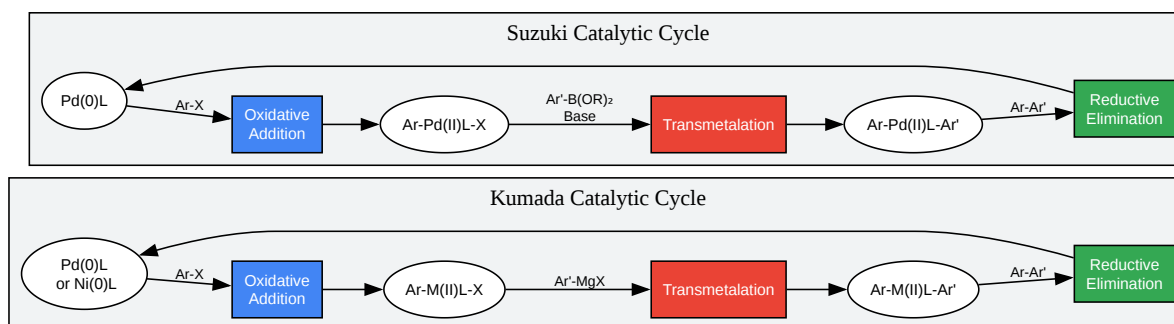 Suzuki Catalytic Cycle
Pd(0)L
Ar-X
Oxidative
Addition
Ar-Pd(II)L-X
Ar'-B(OR)₂
Base
Transmetalation
Ar-Pd(II)L-Ar'
Ar-Ar'
Reductive
Elimination
Kumada Catalytic Cycle
Pd(0)L
or Ni(0)L
Ar-X
Oxidative
Addition
Ar-M(II)L-X
Ar'-MgX
Transmetalation
Ar-M(II)L-Ar'
Ar-Ar'
Reductive
Elimination